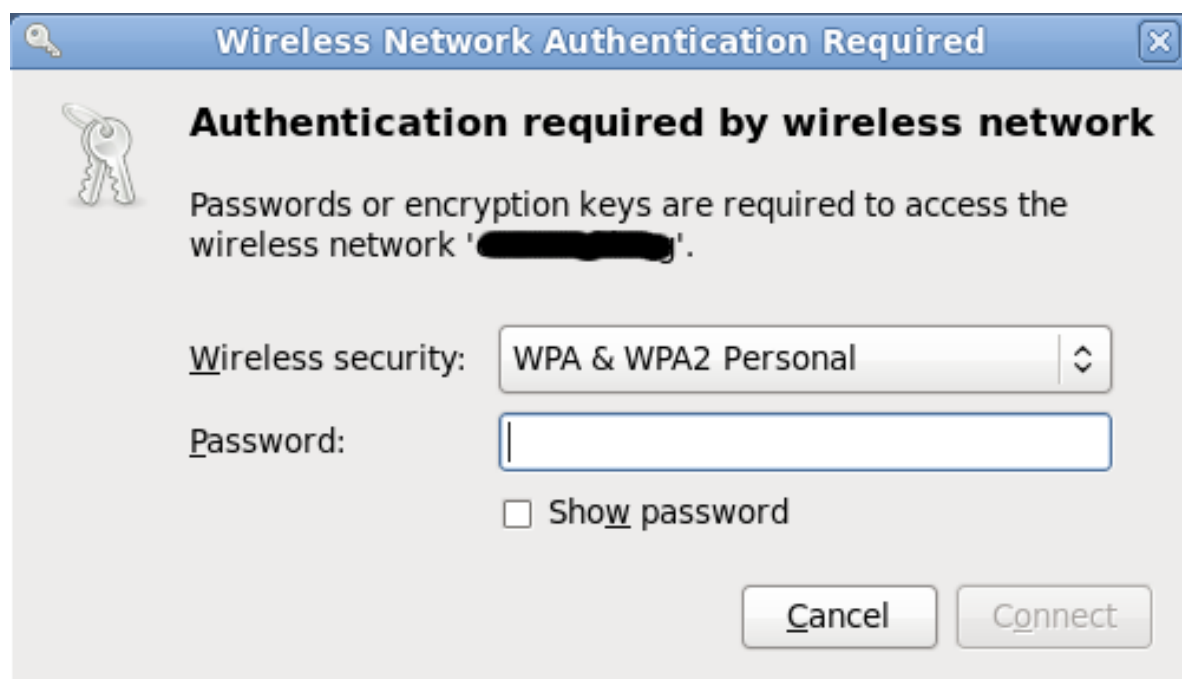 Wireless Network Authentication Required
Authentication required by wireless network
Passwords or encryption keys are required to access the
wireless network ' '.
Wireless security: WPA & WPA2 Personal
Password:
Show password
Cancel Connect